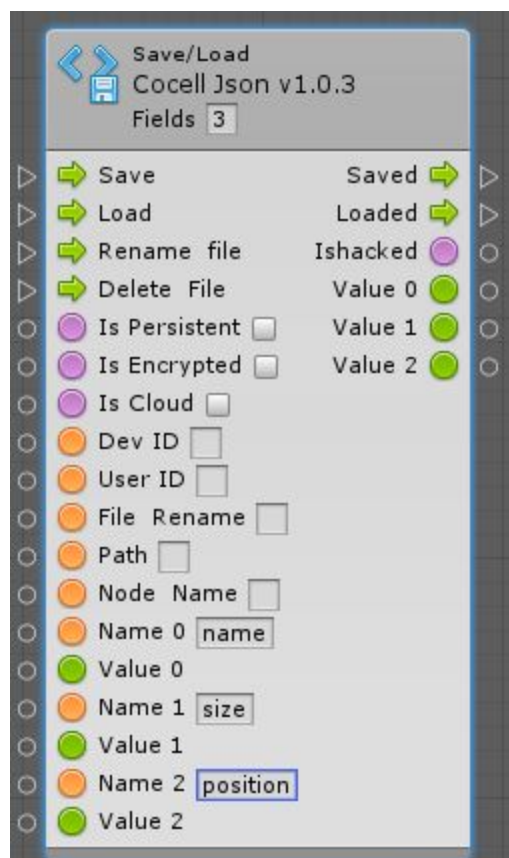 Save/Load
Cocell Json v1.0.3
Fields 3
Save Saved
Load Loaded
Rename file Ishacked
Delete File Value 0
Is Persistent Value 1
Is Encrypted Value 2
Is Cloud
Dev ID
User ID
File Rename
Path
Node Name
Name 0 name
Value 0
Name 1 size
Value 1
Name 2 position
Value 2